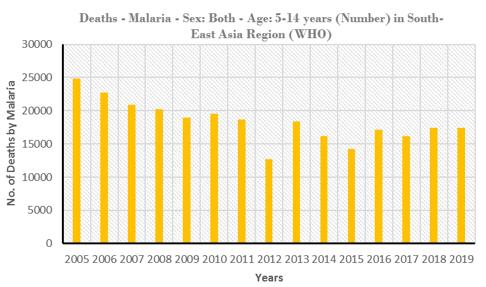 Deaths - Malaria - Sex: Both - Age: 5-14 years (Number) in South-
East Asia Region (WHO)
30000
25000
20000
15000
10000
5000
0
No. of Deaths by Malaria
2005 2006 2007 2008 2009 2010 2011 2012 2013 2014 2015 2016 2017 2018 2019
Years